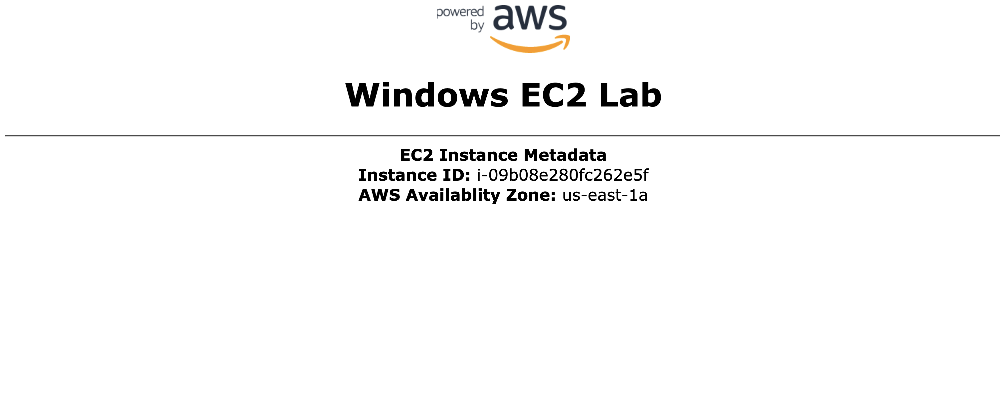 powered
by aws
Windows EC2 Lab
EC2 Instance Metadata
Instance ID: i-09b08e280fc262e5f
AWS Availablity Zone: us-east-1a